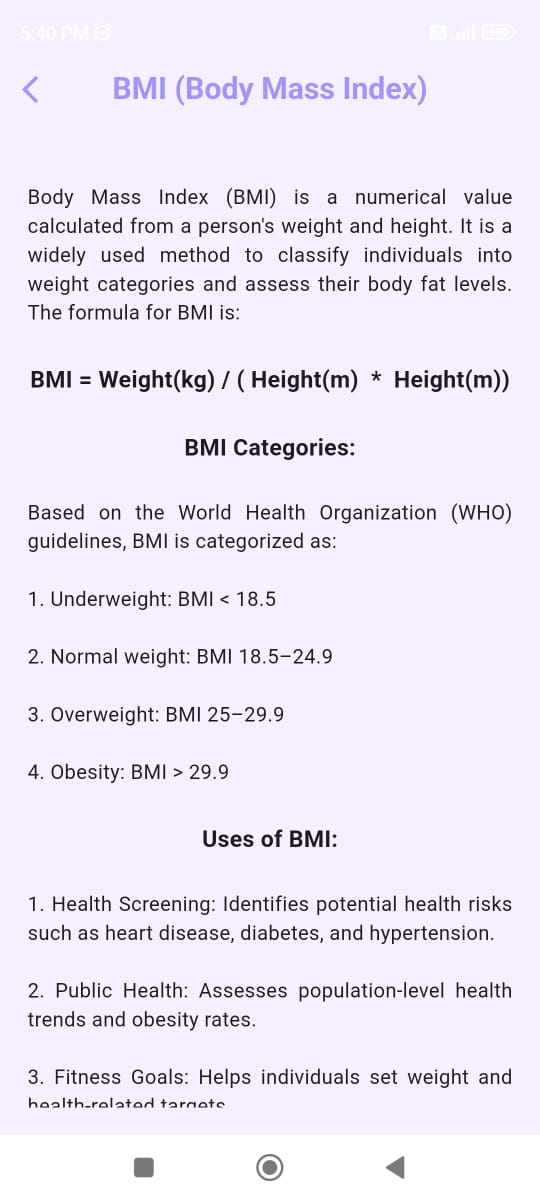 5:40 PM
BMI (Body Mass Index)
Body Mass Index (BMI) is a numerical value
calculated from a person's weight and height. It is a
widely used method to classify individuals into
weight categories and assess their body fat levels.
The formula for BMI is:
BMI = Weight(kg) / ( Height(m) * Height(m))
BMI Categories:
Based on the World Health Organization (WHO)
guidelines, BMI is categorized as:
1. Underweight: BMI < 18.5
2. Normal weight: BMI 18.5–24.9
3. Overweight: BMI 25–29.9
4. Obesity: BMI > 29.9
Uses of BMI:
1. Health Screening: Identifies potential health risks
such as heart disease, diabetes, and hypertension.
2. Public Health: Assesses population-level health
trends and obesity rates.
3. Fitness Goals: Helps individuals set weight and
health-related targets